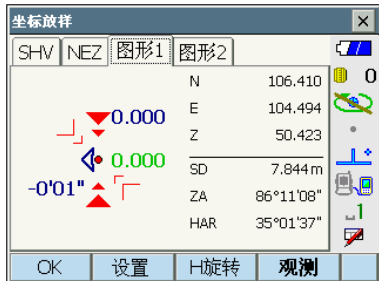 坐标放样
SHV NEZ 图形1 图形2
N 106.410
E 104.494
Z 50.423
SD 7.844m
ZA 86°11'08"
HAR 35°01'37"
0.000
0.000
-0'01"
0
1
OK 设置 H旋转 观测